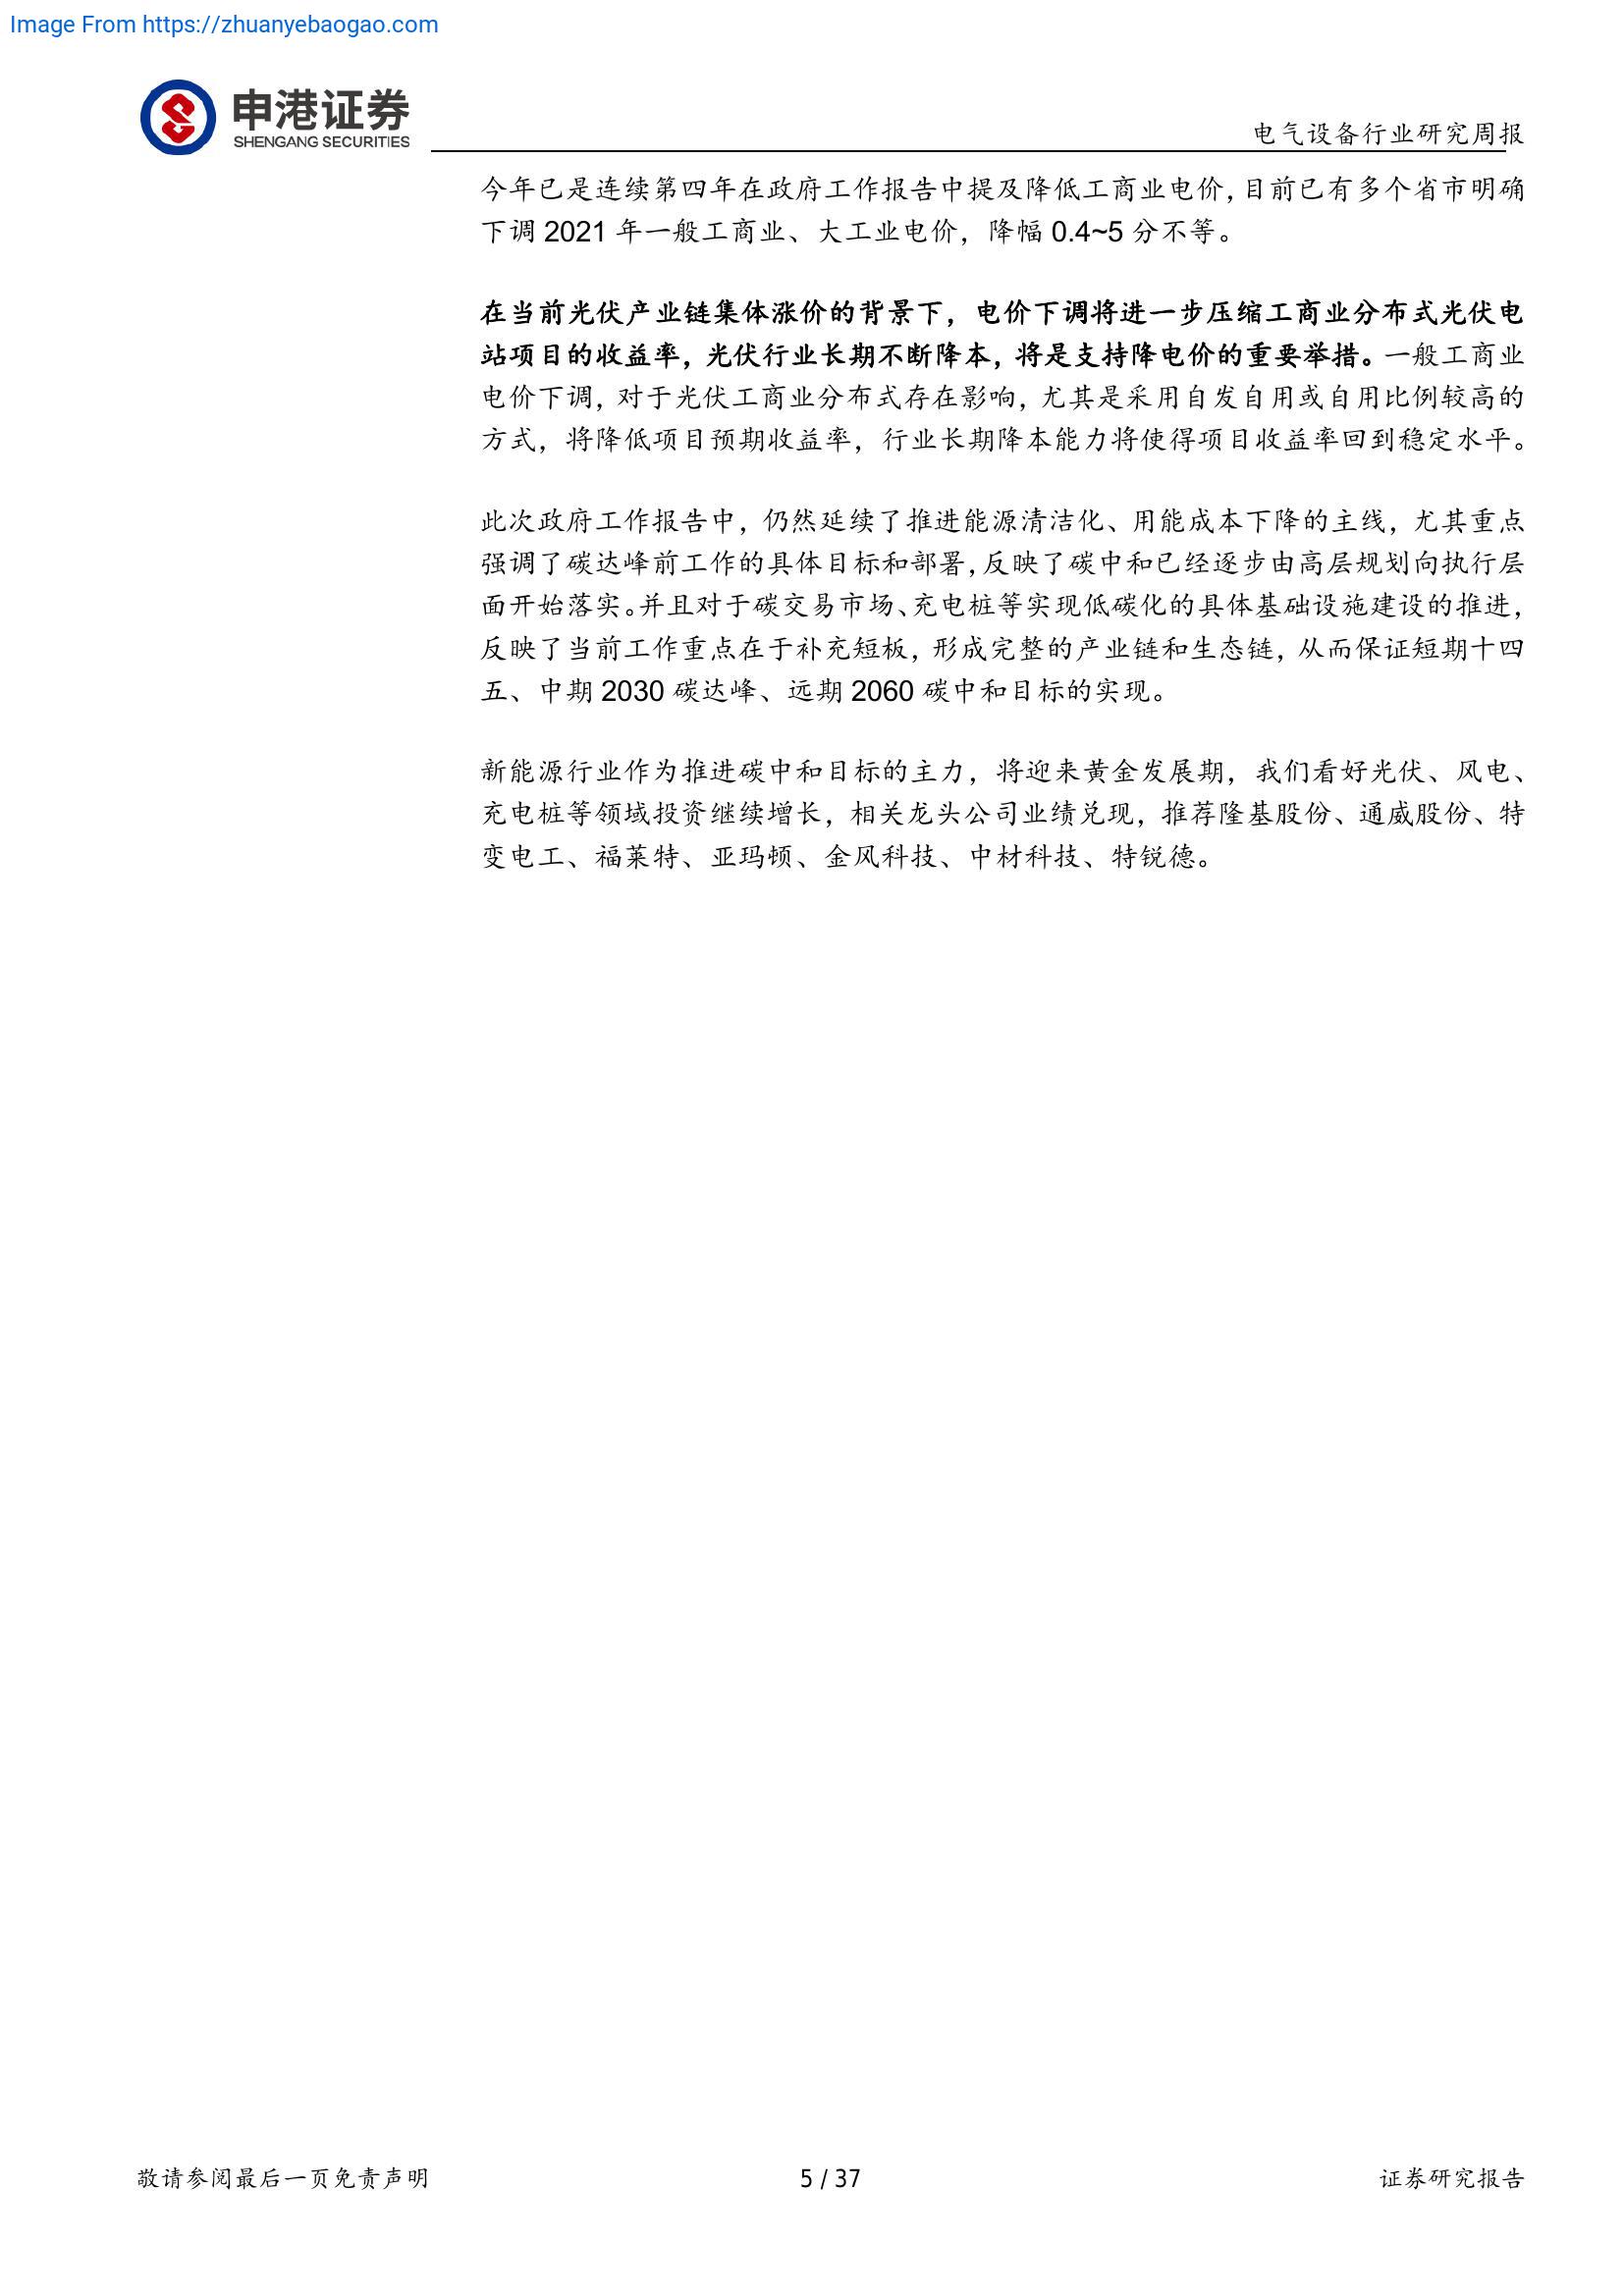 Image From https://zhuanyebaogao.com
申港证券
SHENGANG SECURITIES
电气设备行业研究周报
今年已是连续第四年在政府工作报告中提及降低工商业电价，目前已有多个省市明确
下调 2021 年一般工商业、大工业电价，降幅 0.4~5 分不等。
在当前光伏产业链集体涨价的背景下，电价下调将进一步压缩工商业分布式光伏电
站项目的收益率，光伏行业长期不断降本，将是支持降电价的重要举措。一般工商业
电价下调，对于光伏工商业分布式存在影响，尤其是采用自发自用或自用比例较高的
方式，将降低项目预期收益率，行业长期降本能力将使得项目收益率回到稳定水平。
此次政府工作报告中，仍然延续了推进能源清洁化、用能成本下降的主线，尤其重点
强调了碳达峰前工作的具体目标和部署，反映了碳中和已经逐步由高层规划向执行层
面开始落实。并且对于碳交易市场、充电桩等实现低碳化的具体基础设施建设的推进，
反映了当前工作重点在于补充短板，形成完整的产业链和生态链，从而保证短期十四
五、中期 2030 碳达峰、远期 2060 碳中和目标的实现。
新能源行业作为推进碳中和目标的主力，将迎来黄金发展期，我们看好光伏、风电、
充电桩等领域投资继续增长，相关龙头公司业绩兑现，推荐隆基股份、通威股份、特
变电工、福莱特、亚玛顿、金风科技、中材科技、特锐德。
敬请参阅最后一页免责声明
5 / 37
证券研究报告